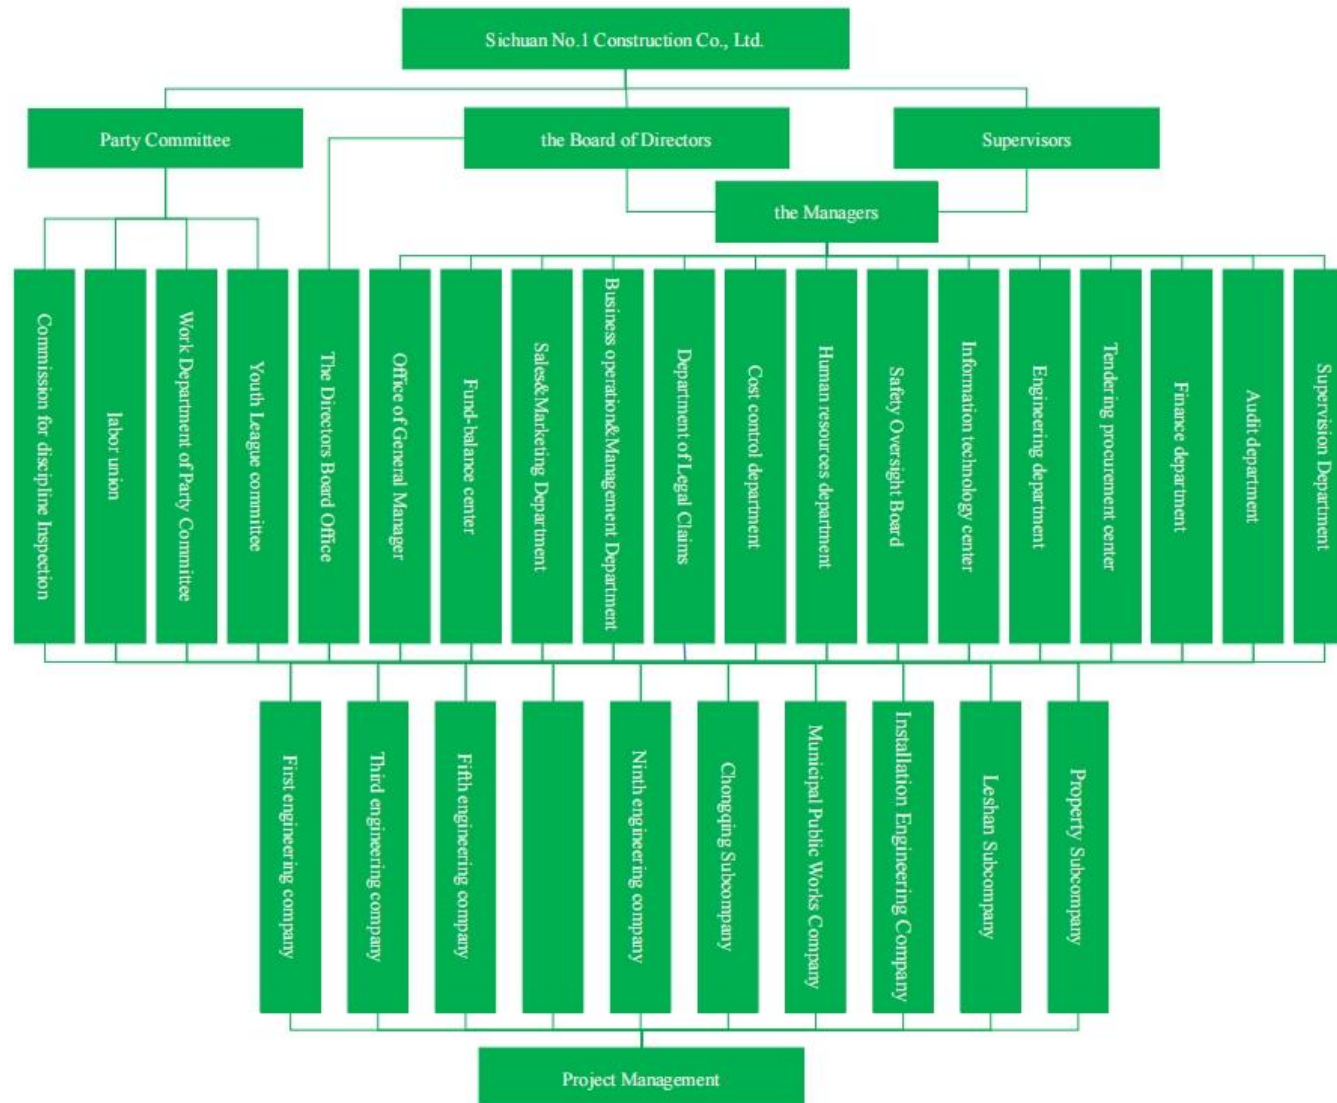 Sichuan No.1 Construction Co., Ltd.
Party Committee
the Board of Directors
Supervisors
the Managers
Commission for discipline Inspection
labor union
Work Department of Party Committee
Youth League committee
The Directors Board Office
Office of General Manager
Fund-balance center
Sales&Marketing Department
Business operation&Management Department
Department of Legal Claims
Cost control department
Human resources department
Safety Oversight Board
Information technology center
Engineering department
Tendering procurement center
Finance department
Audit department
Supervision Department
First engineering company
Third engineering company
Fifth engineering company
Ninth engineering company
Chongqing Subcompany
Municipal Public Works Company
Installation Engineering Company
Leshan Subcompany
Property Subcompany
Project Management